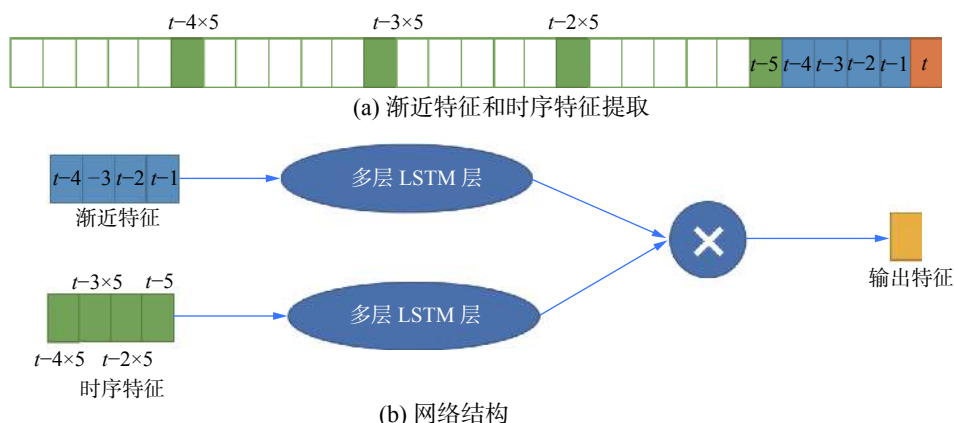 t−4×5 t−3×5 t−2×5
t−5 t−4 t−3 t−2 t−1 t
(a) 渐近特征和时序特征提取
t−4 −3 t−2 t−1
渐近特征
多层 LSTM 层
×
输出特征
t−3×5 t−5
多层 LSTM 层
t−4×5 t−2×5
时序特征
(b) 网络结构